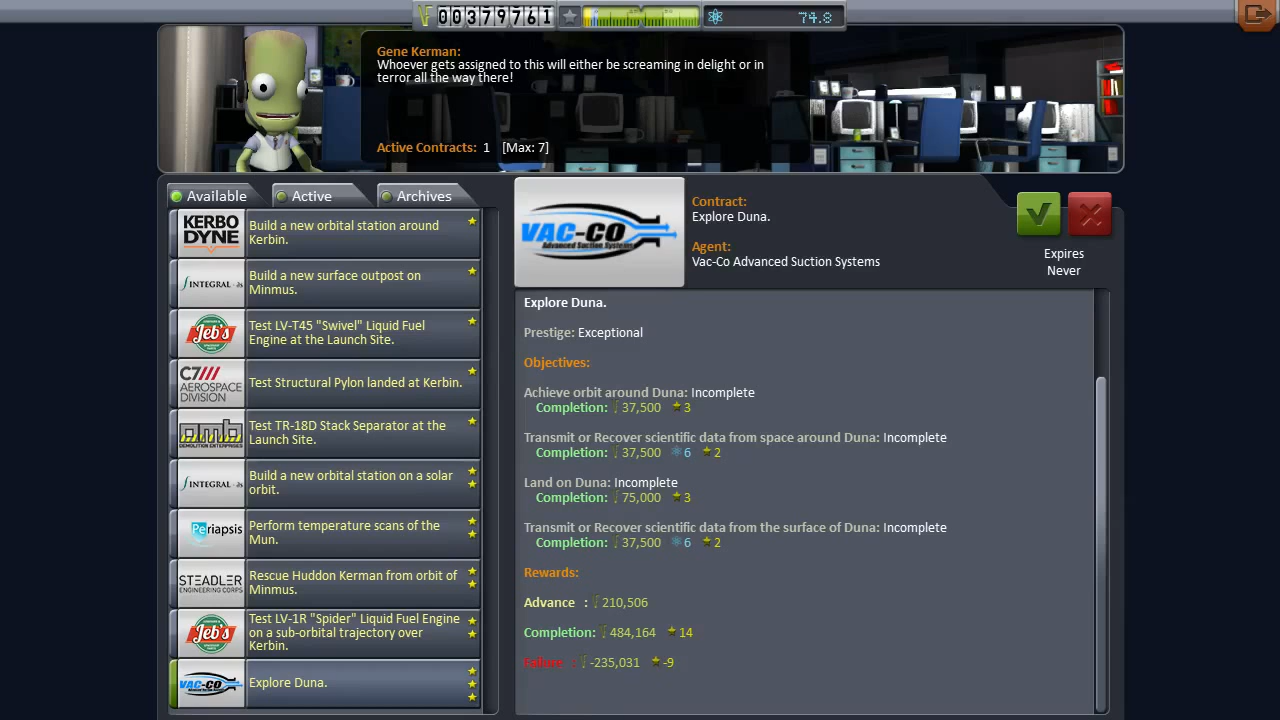 00379761
74.8
Gene Kerman:
Whoever gets assigned to this will either be screaming in delight or in
terror all the way there!
Active Contracts: 1 [Max: 7]
Available
Active
Archives
KERBO
DYNE
Build a new orbital station around
Kerbin.
INTEGRAL
Build a new surface outpost on
Minmus.
Jeb's
Test LV-T45 "Swivel" Liquid Fuel
Engine at the Launch Site.
C7
AEROSPACE
DIVISION
Test Structural Pylon landed at Kerbin.
omb
Test TR-18D Stack Separator at the
Launch Site.
INTEGRAL
Build a new orbital station on a solar
orbit.
Periapsis
Perform temperature scans of the
Mun.
STEADLER
ENGINEERING CORPS
Rescue Huddon Kerman from orbit of
Minmus.
Jeb's
Test LV-1R "Spider" Liquid Fuel Engine
on a sub-orbital trajectory over
Kerbin.
VAC-CO
Explore Duna.
VAC-CO
Advanced Suction Systems
Contract:
Explore Duna.
Agent:
Vac-Co Advanced Suction Systems
Expires
Never
Explore Duna.
Prestige: Exceptional
Objectives:
Achieve orbit around Duna: Incomplete
Completion: 37,500 3
Transmit or Recover scientific data from space around Duna: Incomplete
Completion: 37,500 6 2
Land on Duna: Incomplete
Completion: 75,000 3
Transmit or Recover scientific data from the surface of Duna: Incomplete
Completion: 37,500 6 2
Rewards:
Advance : 210,506
Completion: 484,164 14
Failure : -235,031 -9